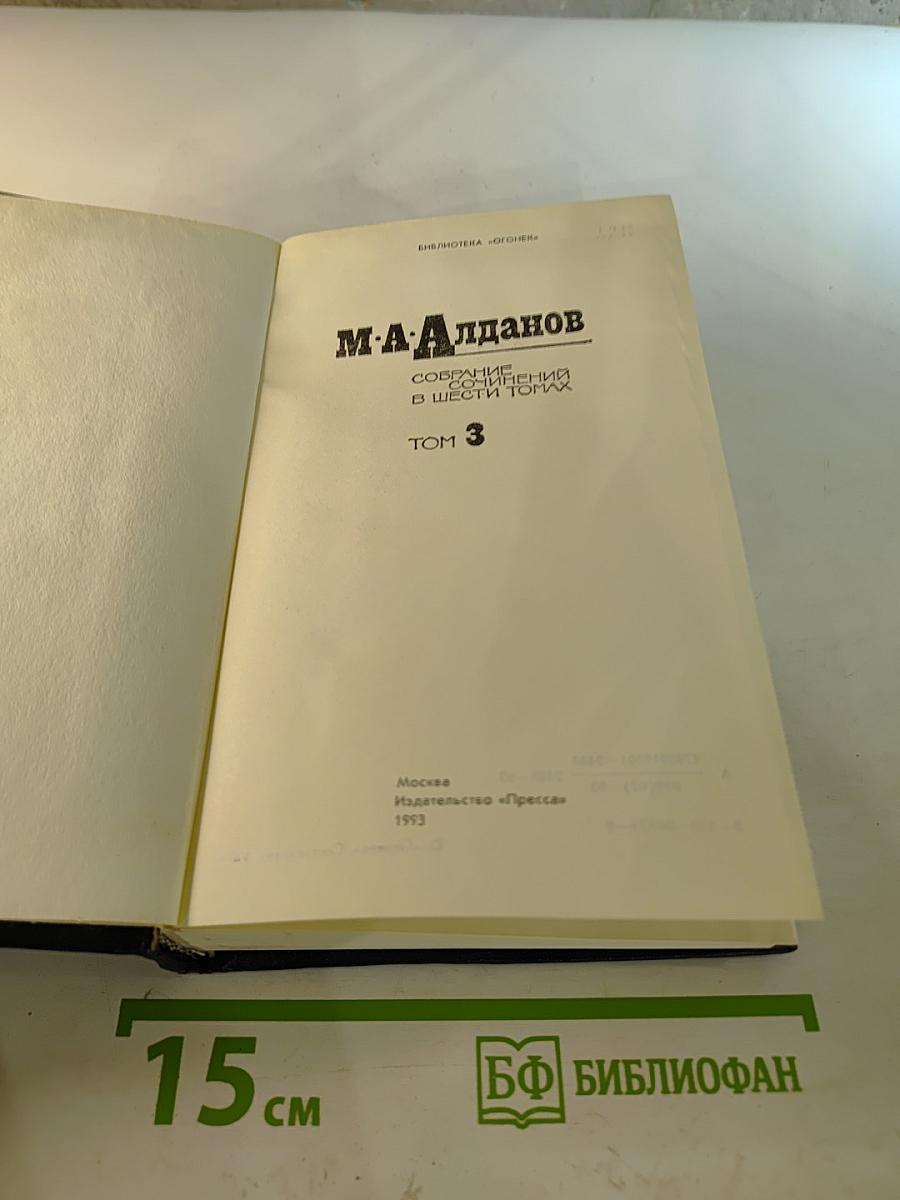 БИБЛИОТЕКА «ОГОНЕК»
М·А·Алданов
СОБРАНИЕ
СОЧИНЕНИЙ
В ШЕСТИ ТОМАХ
ТОМ 3
Москва
Издательство «Пресса»
1993
15 см
БФ БИБЛИОФАН